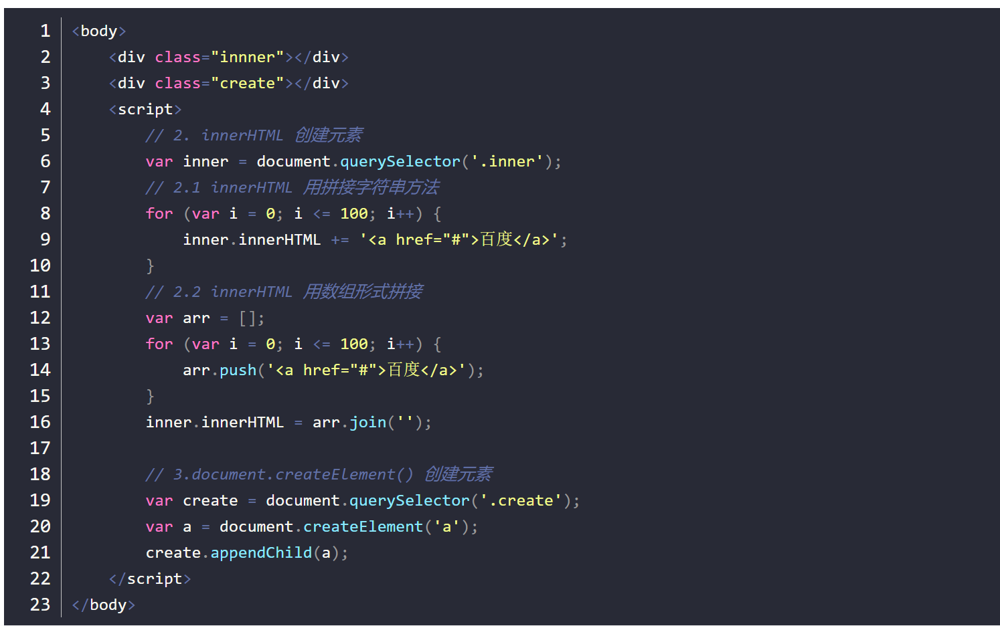 1 <body>
2     <div class="innner"></div>
3     <div class="create"></div>
4     <script>
5         // 2. innerHTML 创建元素
6         var inner = document.querySelector('.inner');
7         // 2.1 innerHTML 用拼接字符串方法
8         for (var i = 0; i <= 100; i++) {
9             inner.innerHTML += '<a href="#">百度</a>';
10         }
11         // 2.2 innerHTML 用数组形式拼接
12         var arr = [];
13         for (var i = 0; i <= 100; i++) {
14             arr.push('<a href="#">百度</a>');
15         }
16         inner.innerHTML = arr.join('');
17
18         // 3.document.createElement() 创建元素
19         var create = document.querySelector('.create');
20         var a = document.createElement('a');
21         create.appendChild(a);
22     </script>
23 </body>